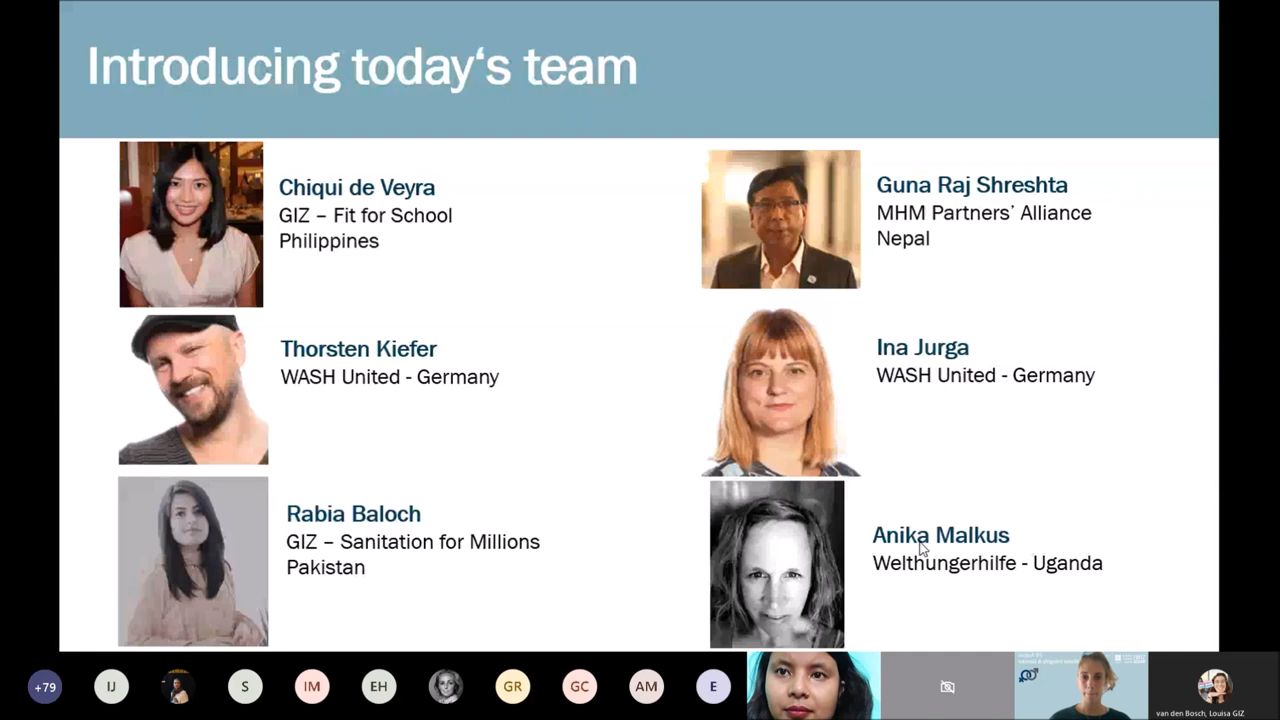 Introducing today‘s team
Chiqui de Veyra
GIZ – Fit for School
Philippines
Guna Raj Shreshta
MHM Partners’ Alliance
Nepal
Thorsten Kiefer
WASH United - Germany
Ina Jurga
WASH United - Germany
Rabia Baloch
GIZ – Sanitation for Millions
Pakistan
Anika Malkus
Welthungerhilfe - Uganda
+79
IJ
S
IM
EH
GR
GC
AM
E
van den Bosch, Louisa GIZ